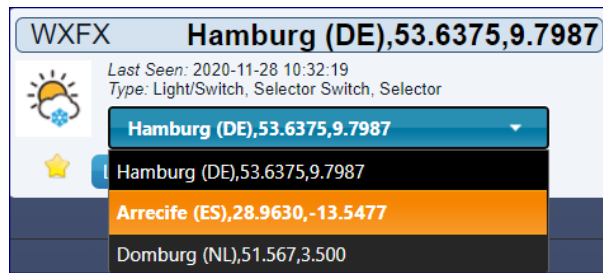 WXFX Hamburg (DE),53.6375,9.7987
Last Seen: 2020-11-28 10:32:19
Type: Light/Switch, Selector Switch, Selector
Hamburg (DE),53.6375,9.7987
Hamburg (DE),53.6375,9.7987
Arrecife (ES),28.9630,-13.5477
Domburg (NL),51.567,3.500